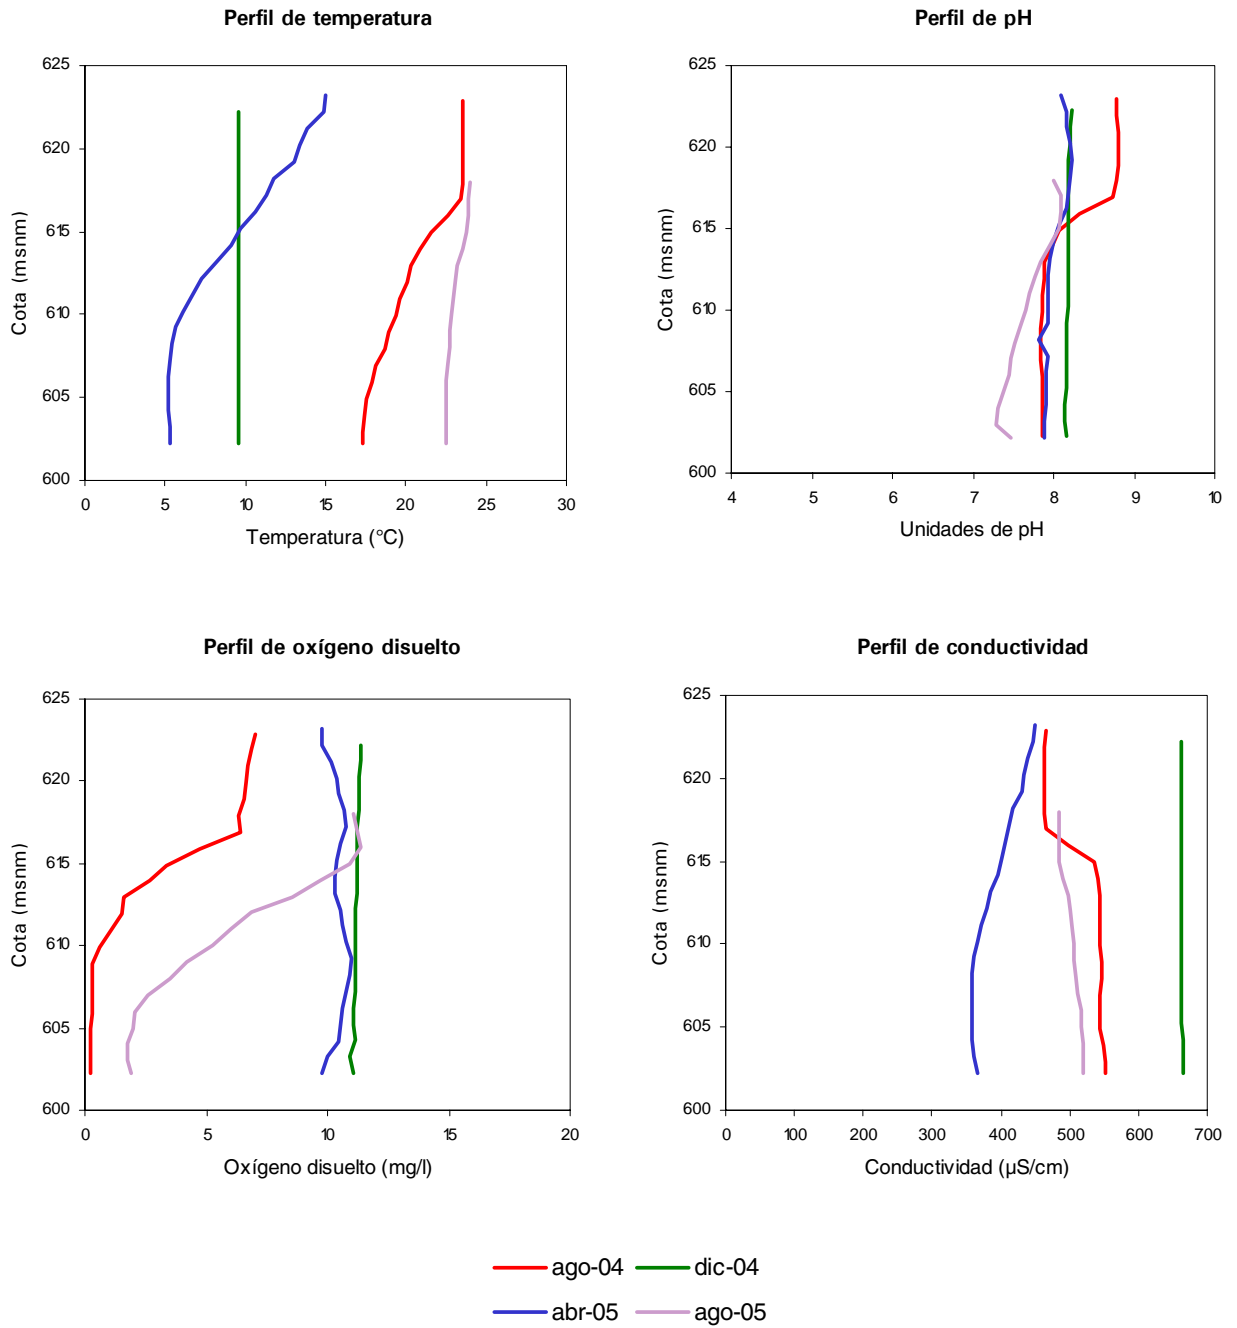 Perfil de temperatura
625
620
615
610
605
600
Cota (msnm)
0 5 10 15 20 25 30
Temperatura (°C)
Perfil de pH
625
620
615
610
605
600
Cota (msnm)
4 5 6 7 8 9 10
Unidades de pH
Perfil de oxígeno disuelto
625
620
615
610
605
600
Cota (msnm)
0 5 10 15 20
Oxígeno disuelto (mg/l)
Perfil de conductividad
625
620
615
610
605
600
Cota (msnm)
0 100 200 300 400 500 600 700
Conductividad (µS/cm)
ago-04 dic-04
abr-05 ago-05